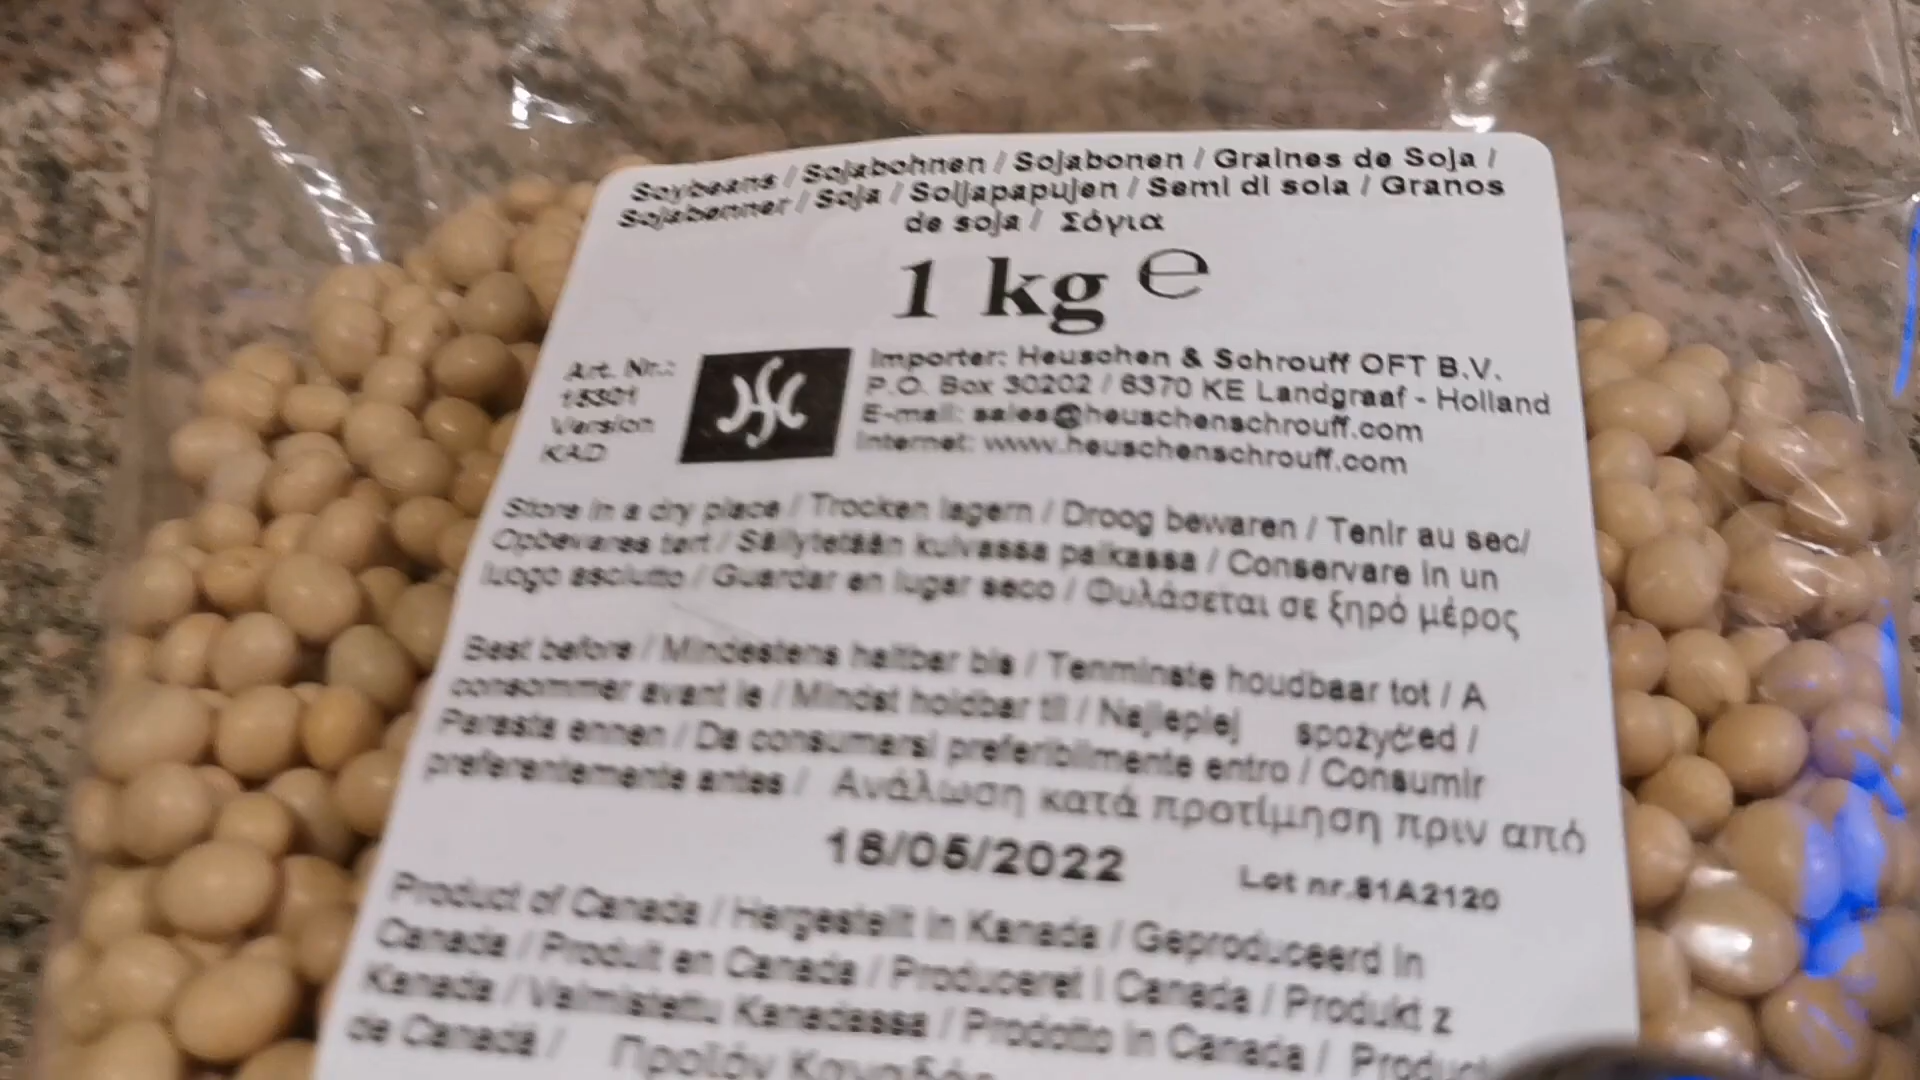 Soybeans / Sojabohnen / Sojabonen / Graines de Soja /
Sojabønner / Soja / Soijapapujen / Semi di soia / Granos
de soja / Σόγια
1 kg e
Art. Nr.:
15301
Version
KAD
Importer: Heuschen & Schrouff OFT B.V.
P.O. Box 30202 / 6370 KE Landgraaf - Holland
E-mail: sales@heuschenschrouff.com
Internet: www.heuschenschrouff.com
Store in a dry place / Trocken lagern / Droog bewaren / Tenir au sec/
Opbevares tørt / Säilytetään kuivassa paikassa / Conservare in un
luogo asciutto / Guardar en lugar seco / Φυλάσεται σε ξηρό μέρος
Best before / Mindestens haltbar bis / Tenminste houdbaar tot / A
consommer avant le / Mindst holdbar til / Najlepiej spożyć ed /
Parasta ennen / Da consumarsi preferibilmente entro / Consumir
preferentemente antes / Ανάλωση κατά προτίμηση πριν από
18/05/2022
Lot nr.81A2120
Product of Canada / Hergestellt in Kanada / Geproduceerd in
Canada / Produit en Canada / Produceret i Canada / Produkt z
Kanada / Valmistettu Kanadassa / Prodotto in Canada /
de Canadá / Προϊόν